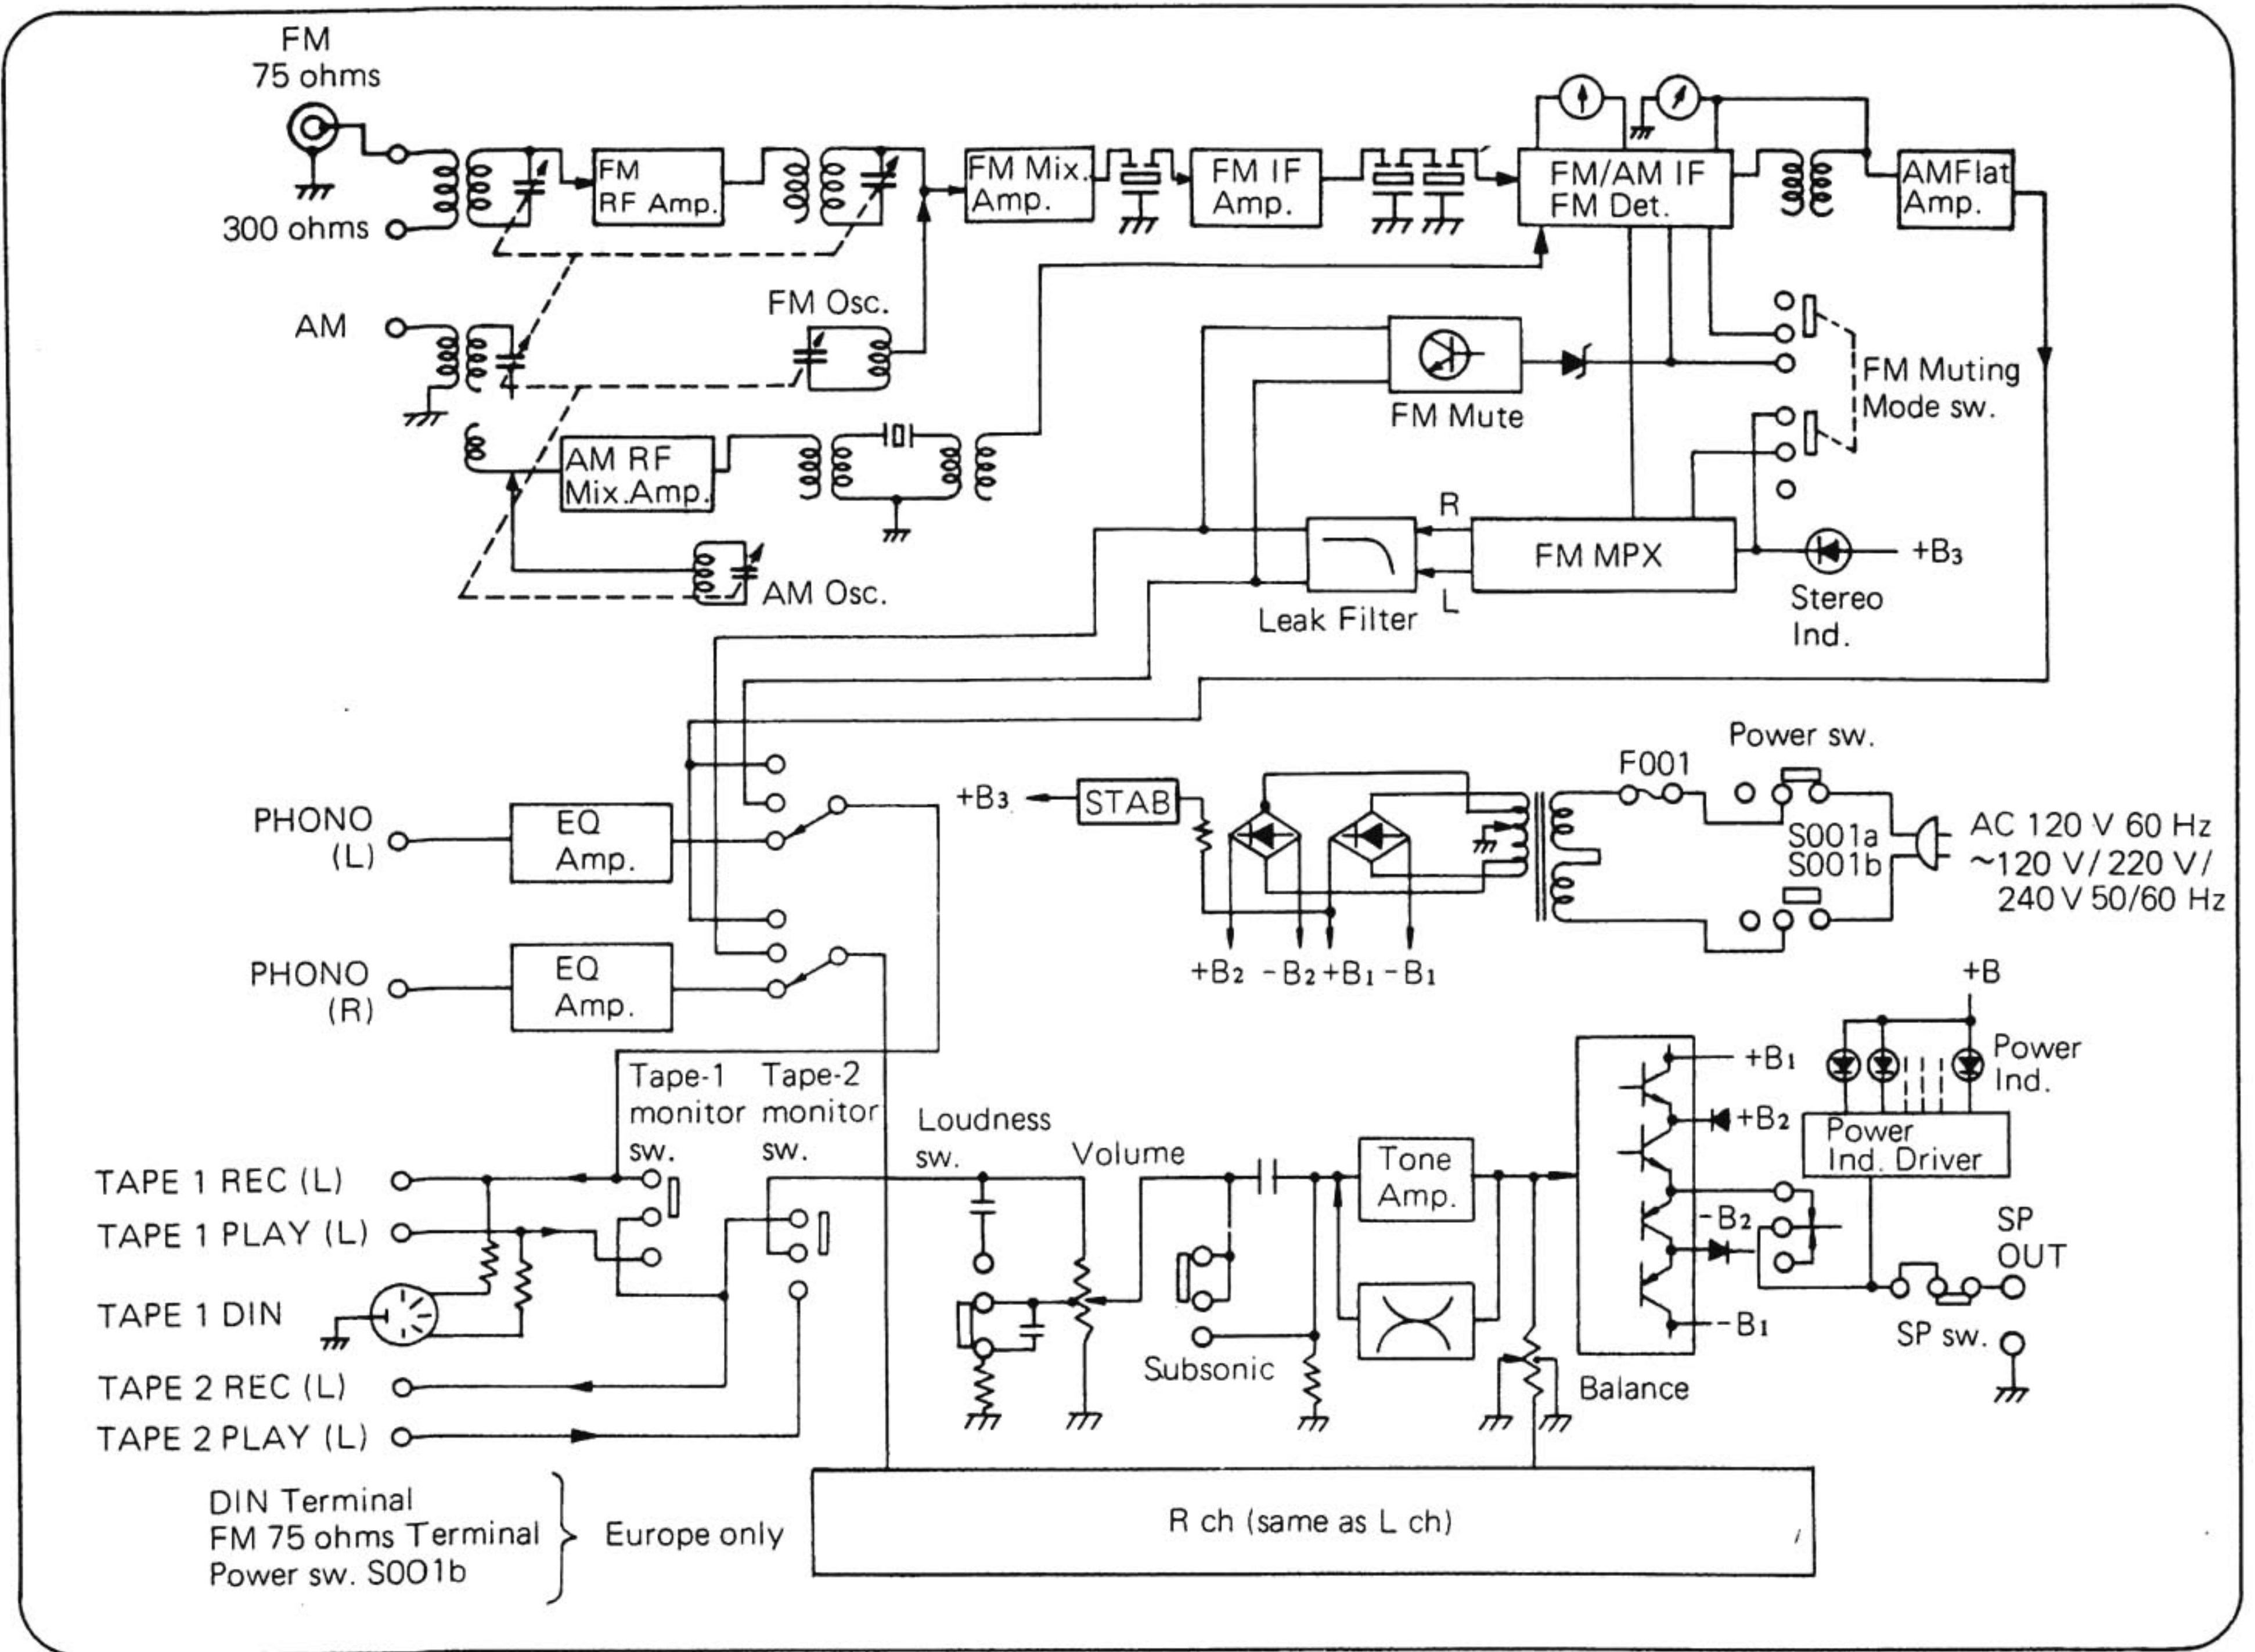 FM
75 ohms
300 ohms
FM
RF Amp.
FM Mix.
Amp.
FM IF
Amp.
FM/AM IF
FM Det.
AMFlat
Amp.
AM
FM Osc.
FM Mute
FM Muting
Mode sw.
AM RF
Mix.Amp.
AM Osc.
R
L
Leak Filter
FM MPX
+B3
Stereo
Ind.
PHONO
(L)
EQ
Amp.
PHONO
(R)
EQ
Amp.
+B3
STAB
F001
Power sw.
S001a
S001b
AC 120 V 60 Hz
~120 V/ 220 V/
240 V 50/60 Hz
+B2 -B2 +B1 -B1
+B
Power
Ind.
Power
Ind. Driver
Tape-1
monitor
sw.
Tape-2
monitor
sw.
Loudness
sw.
Volume
Subsonic
Tone
Amp.
Balance
+B1
+B2
-B2
-B1
SP
OUT
SP sw.
TAPE 1 REC (L)
TAPE 1 PLAY (L)
TAPE 1 DIN
TAPE 2 REC (L)
TAPE 2 PLAY (L)
DIN Terminal
FM 75 ohms Terminal
Power sw. S001b
Europe only
R ch (same as L ch)